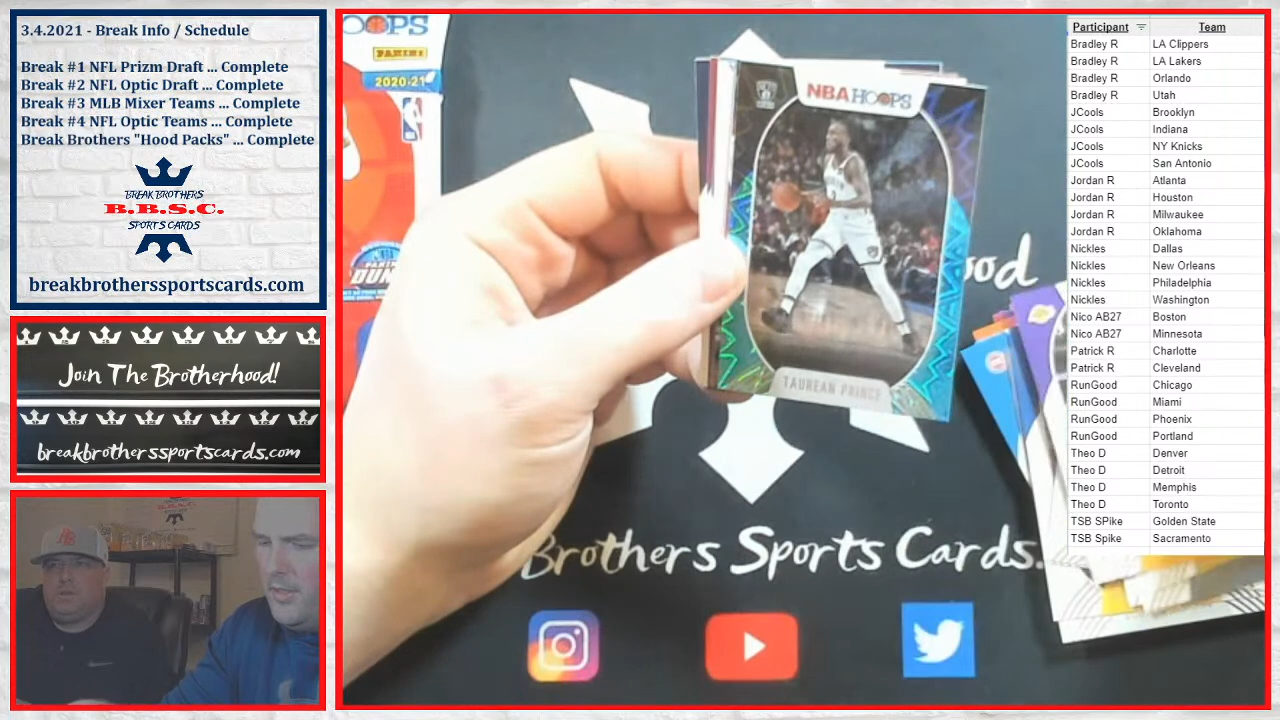 3.4.2021 - Break Info / Schedule
Break #1 NFL Prizm Draft ... Complete
Break #2 NFL Optic Draft ... Complete
Break #3 MLB Mixer Teams ... Complete
Break #4 NFL Optic Teams ... Complete
Break Brothers "Hood Packs" ... Complete
BREAK BROTHERS
B.B.S.C.
SPORTS CARDS
breakbrotherssportscards.com
Join The Brotherhood!
breakbrotherssportscards.com
OOPS
PANINI
2020-21
NBA HOOPS
TAUREAN PRINCE
ood
Brothers Sports Cards.
Participant Team
Bradley R LA Clippers
Bradley R LA Lakers
Bradley R Orlando
Bradley R Utah
JCools Brooklyn
JCools Indiana
JCools NY Knicks
JCools San Antonio
Jordan R Atlanta
Jordan R Houston
Jordan R Milwaukee
Jordan R Oklahoma
Nickles Dallas
Nickles New Orleans
Nickles Philadelphia
Nickles Washington
Nico AB27 Boston
Nico AB27 Minnesota
Patrick R Charlotte
Patrick R Cleveland
RunGood Chicago
RunGood Miami
RunGood Phoenix
RunGood Portland
Theo D Denver
Theo D Detroit
Theo D Memphis
Theo D Toronto
TSB SPike Golden State
TSB Spike Sacramento